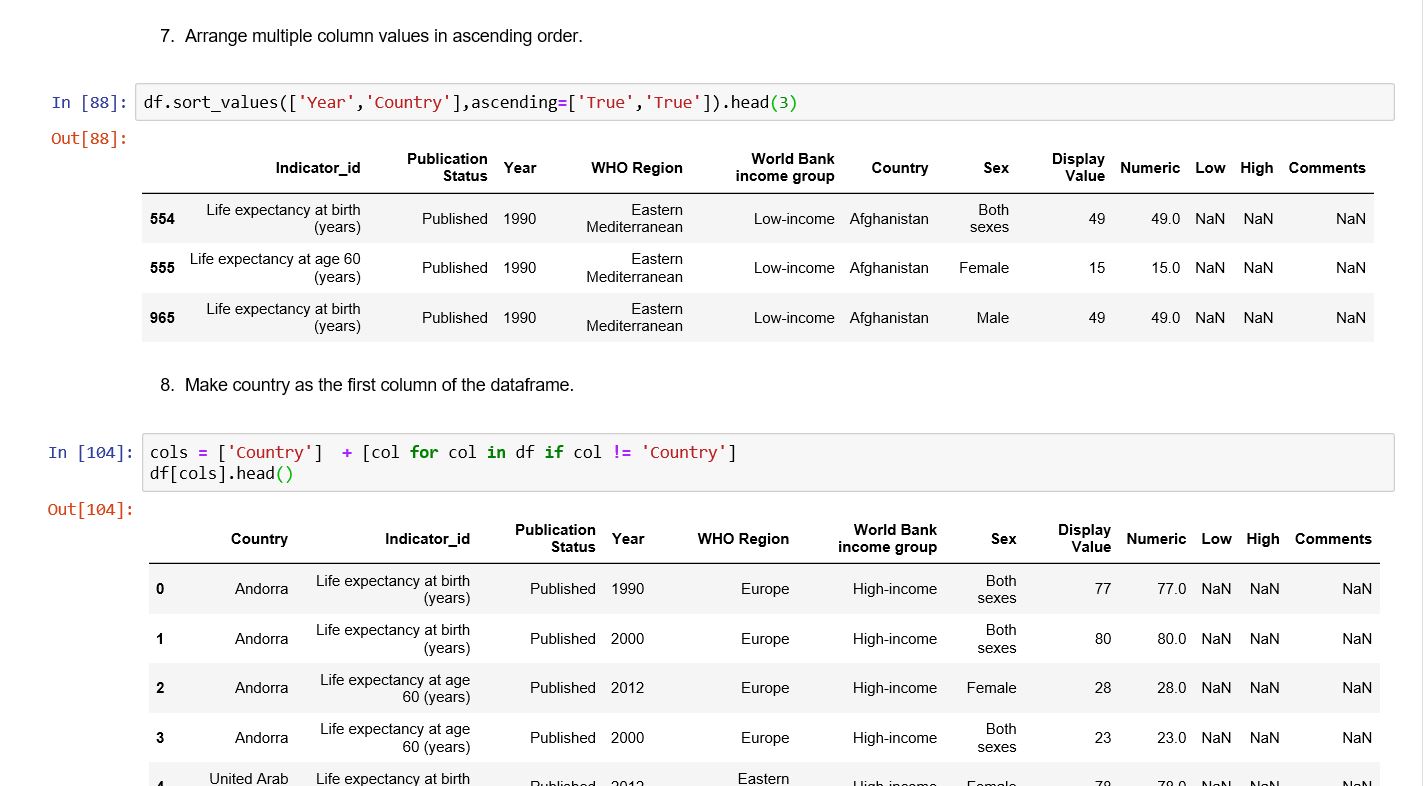 7. Arrange multiple column values in ascending order.
In [88]: df.sort_values(['Year','Country'],ascending=['True','True']).head(3)
Out[88]:
Indicator_id Publication Status Year WHO Region World Bank income group Country Sex Display Value Numeric Low High Comments
554 Life expectancy at birth (years) Published 1990 Eastern Mediterranean Low-income Afghanistan Both sexes 49 49.0 NaN NaN NaN
555 Life expectancy at age 60 (years) Published 1990 Eastern Mediterranean Low-income Afghanistan Female 15 15.0 NaN NaN NaN
965 Life expectancy at birth (years) Published 1990 Eastern Mediterranean Low-income Afghanistan Male 49 49.0 NaN NaN NaN
8. Make country as the first column of the dataframe.
In [104]: cols = ['Country']  + [col for col in df if col != 'Country']
df[cols].head()
Out[104]:
Country Indicator_id Publication Status Year WHO Region World Bank income group Sex Display Value Numeric Low High Comments
0 Andorra Life expectancy at birth (years) Published 1990 Europe High-income Both sexes 77 77.0 NaN NaN NaN
1 Andorra Life expectancy at birth (years) Published 2000 Europe High-income Both sexes 80 80.0 NaN NaN NaN
2 Andorra Life expectancy at age 60 (years) Published 2012 Europe High-income Female 28 28.0 NaN NaN NaN
3 Andorra Life expectancy at age 60 (years) Published 2000 Europe High-income Both sexes 23 23.0 NaN NaN NaN
United Arab Life expectancy at birth Published 2012 Eastern High-income Female 78 78.0 NaN NaN NaN